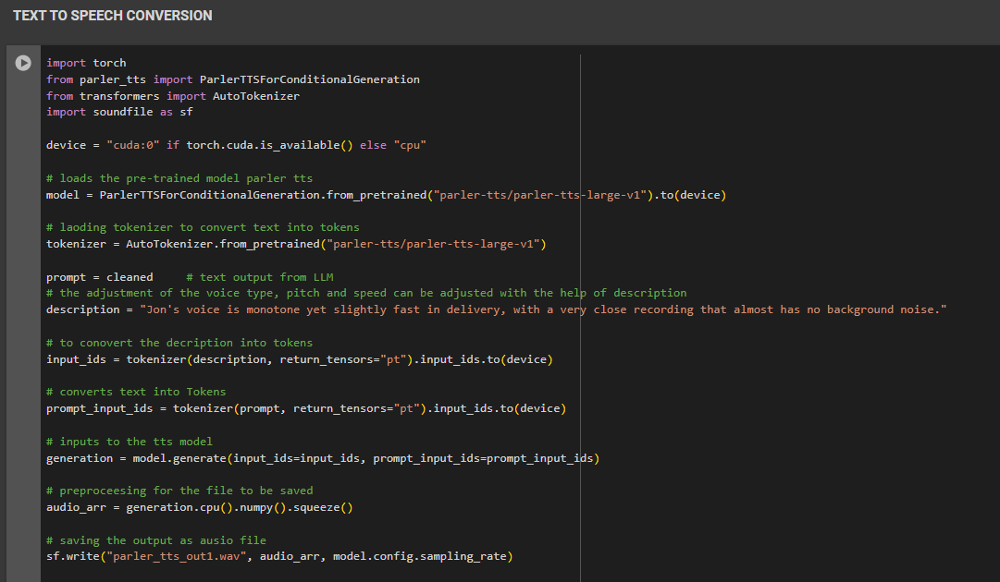 TEXT TO SPEECH CONVERSION
import torch
from parler_tts import ParlerTTSForConditionalGeneration
from transformers import AutoTokenizer
import soundfile as sf
device = "cuda:0" if torch.cuda.is_available() else "cpu"
# loads the pre-trained model parler tts
model = ParlerTTSForConditionalGeneration.from_pretrained("parler-tts/parler-tts-large-v1").to(device)
# laoding tokenizer to convert text into tokens
tokenizer = AutoTokenizer.from_pretrained("parler-tts/parler-tts-large-v1")
prompt = cleaned     # text output from LLM
# the adjustment of the voice type, pitch and speed can be adjusted with the help of description
description = "Jon's voice is monotone yet slightly fast in delivery, with a very close recording that almost has no background noise."
# to conovert the decription into tokens
input_ids = tokenizer(description, return_tensors="pt").input_ids.to(device)
# converts text into Tokens
prompt_input_ids = tokenizer(prompt, return_tensors="pt").input_ids.to(device)
# inputs to the tts model
generation = model.generate(input_ids=input_ids, prompt_input_ids=prompt_input_ids)
# preproceesing for the file to be saved
audio_arr = generation.cpu().numpy().squeeze()
# saving the output as ausio file
sf.write("parler_tts_out1.wav", audio_arr, model.config.sampling_rate)